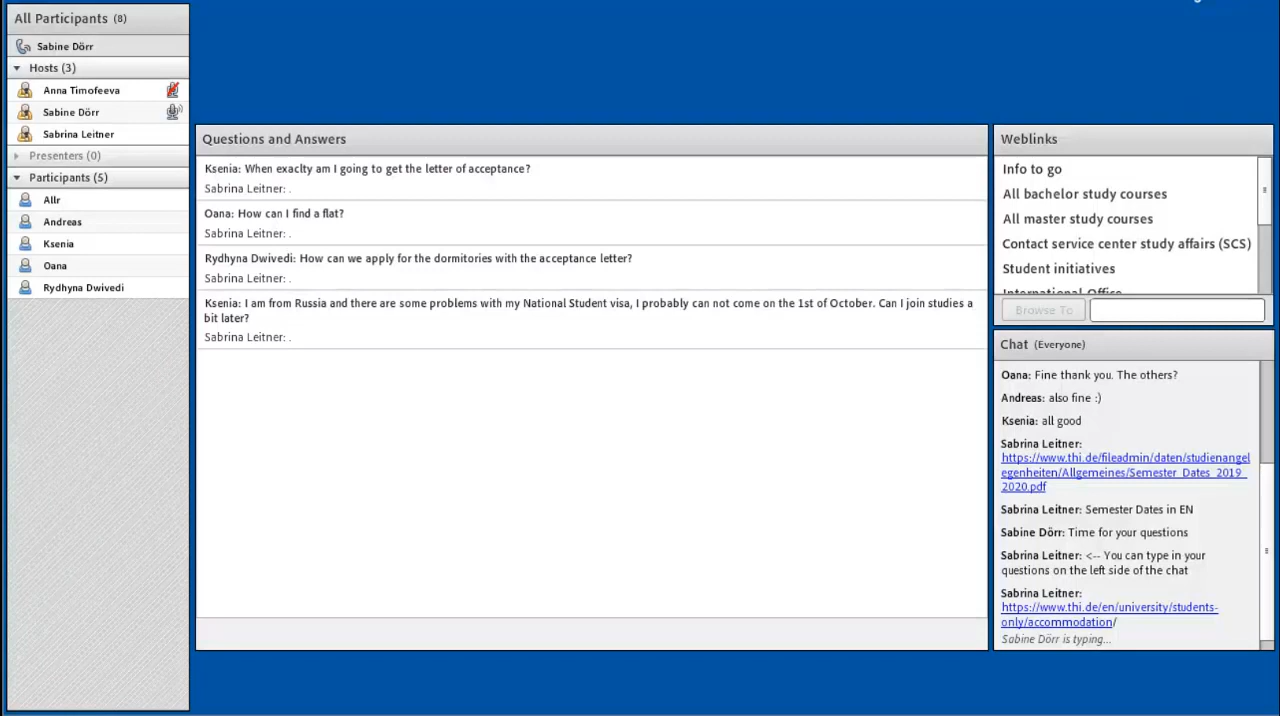 All Participants (8)
Sabine Dörr
Hosts (3)
Anna Timofeeva
Sabine Dörr
Sabrina Leitner
Presenters (0)
Participants (5)
Allr
Andreas
Ksenia
Oana
Rydhyna Dwivedi
Questions and Answers
Ksenia: When exaclty am I going to get the letter of acceptance?
Sabrina Leitner: .
Oana: How can I find a flat?
Sabrina Leitner: .
Rydhyna Dwivedi: How can we apply for the dormitories with the acceptance letter?
Sabrina Leitner: .
Ksenia: I am from Russia and there are some problems with my National Student visa, I probably can not come on the 1st of October. Can I join studies a
bit later?
Sabrina Leitner: .
Weblinks
Info to go
All bachelor study courses
All master study courses
Contact service center study affairs (SCS)
Student initiatives
International Office
Browse To
Chat (Everyone)
Oana: Fine thank you. The others?
Andreas: also fine :)
Ksenia: all good
Sabrina Leitner:
https://www.thi.de/fileadmin/daten/studienangel
egenheiten/Allgemeines/Semester_Dates_2019_
2020.pdf
Sabrina Leitner: Semester Dates in EN
Sabine Dörr: Time for your questions
Sabrina Leitner: <-- You can type in your
questions on the left side of the chat
Sabrina Leitner:
https://www.thi.de/en/university/students-
only/accommodation/
Sabine Dörr is typing...